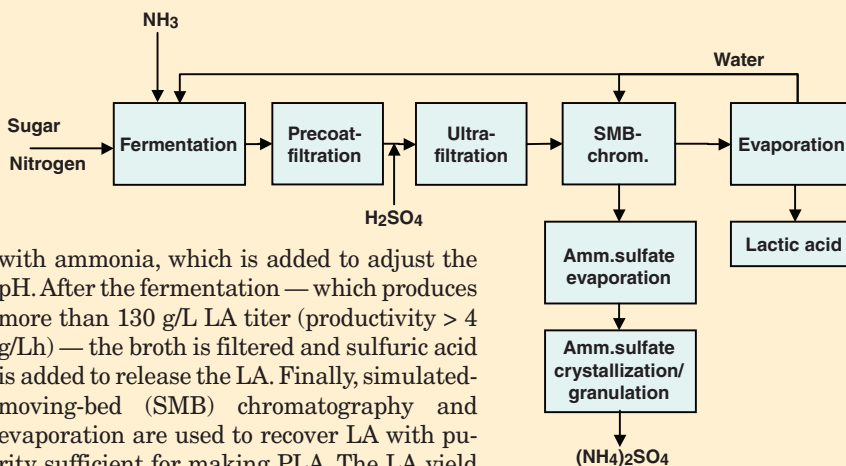 NH3
Water
Sugar
Nitrogen
Fermentation
Precoat-
filtration
Ultra-
filtration
SMB-
chrom.
Evaporation
H2SO4
Lactic acid
Amm.sulfate
evaporation
Amm.sulfate
crystallization/
granulation
(NH4)2SO4
with ammonia, which is added to adjust the
pH. After the fermentation — which produces
more than 130 g/L LA titer (productivity > 4
g/Lh) — the broth is filtered and sulfuric acid
is added to release the LA. Finally, simulated-
moving-bed (SMB) chromatography and
evaporation are used to recover LA with pu-
rity sufficient for making PLA. The LA yield